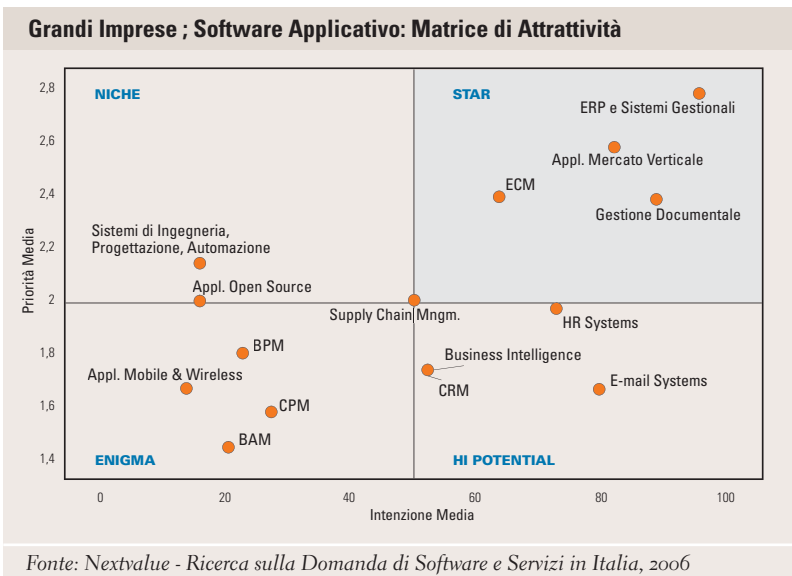 Grandi Imprese ; Software Applicativo: Matrice di Attrattività
NICHE
STAR
ERP e Sistemi Gestionali
Appl. Mercato Verticale
ECM
Gestione Documentale
Sistemi di Ingegneria,
Progettazione, Automazione
Appl. Open Source
Supply Chain Mngm.
HR Systems
BPM
Business Intelligence
Appl. Mobile & Wireless
CRM
E-mail Systems
CPM
BAM
ENIGMA
HI POTENTIAL
Priorità Media
2,8
2,6
2,4
2,2
2
1,8
1,6
1,4
0 20 40 60 80 100
Intenzione Media
Fonte: Nextvalue - Ricerca sulla Domanda di Software e Servizi in Italia, 2006